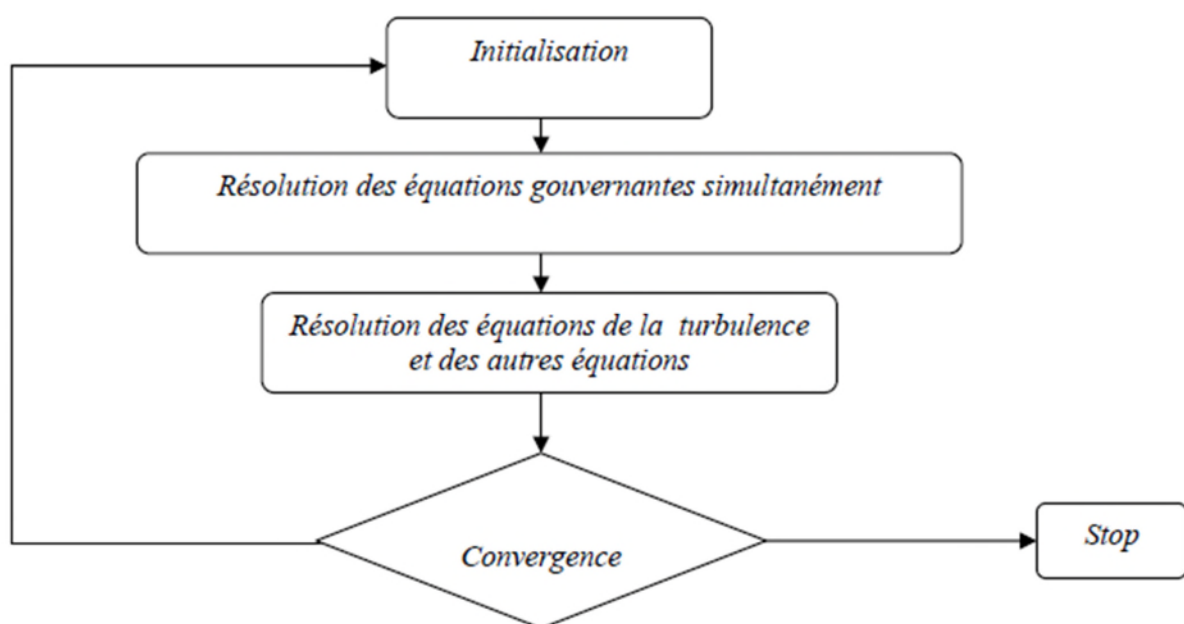 Initialisation
Résolution des équations gouvernantes simultanément
Résolution des équations de la turbulence
et des autres équations
Convergence
Stop